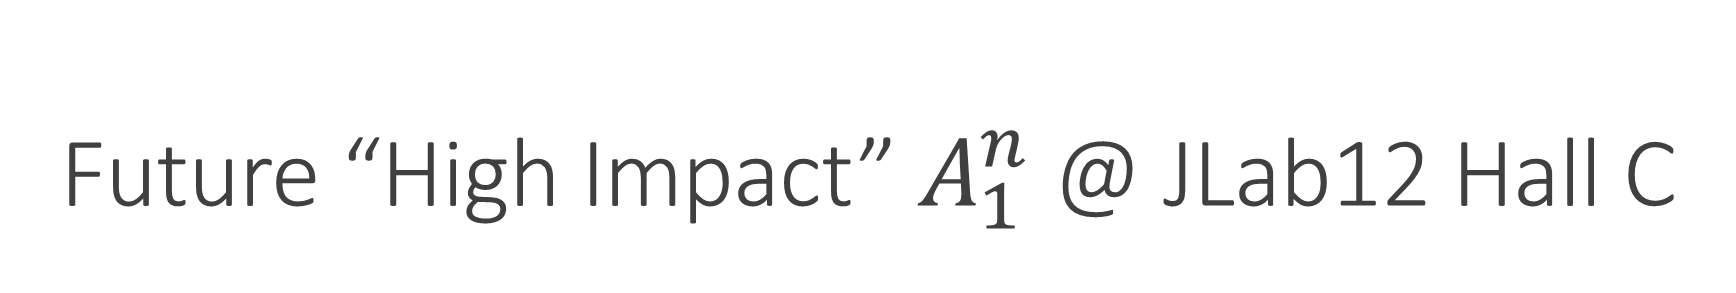 Future “High Impact” $A_1^n$ @ JLab12 Hall C